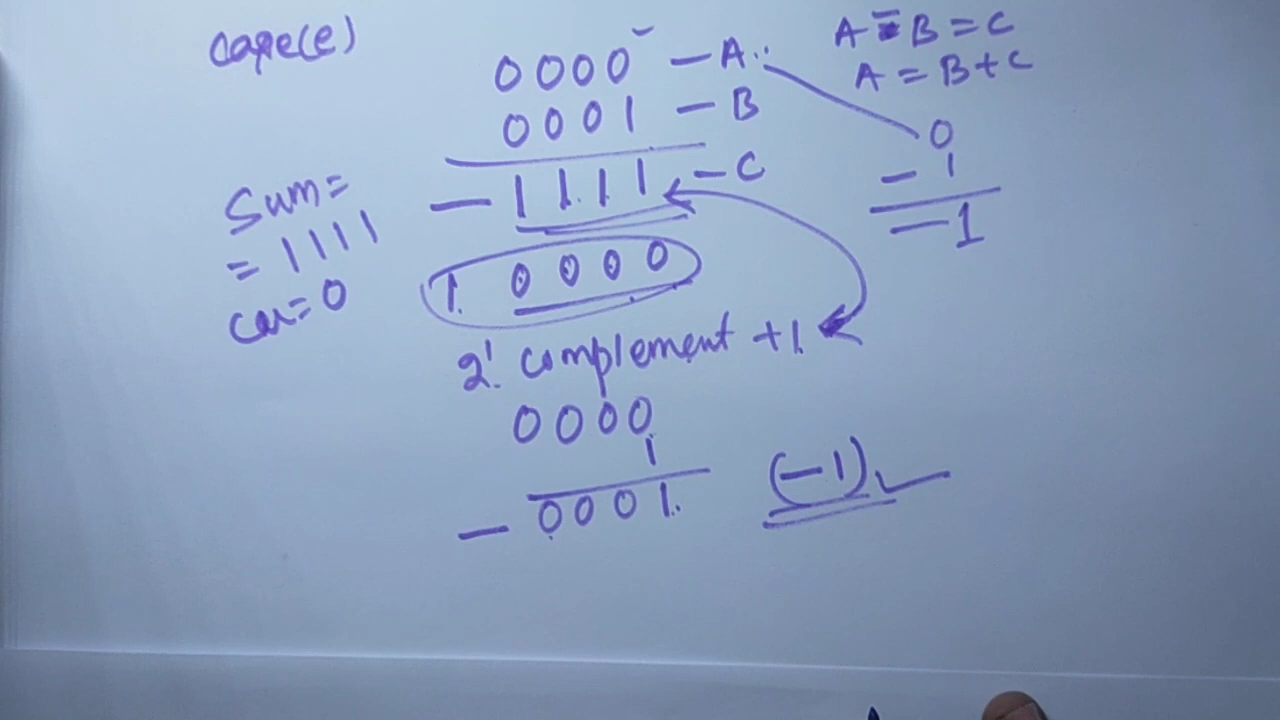 Case(e)
0000 - A
0001 - B
- 1111 - C
1 0000
2' complement +1.
0000
1
- 0001.
(-1)
Sum=
= 1111
Car=0
A - B = C
A = B + C
0
- 1
- 1